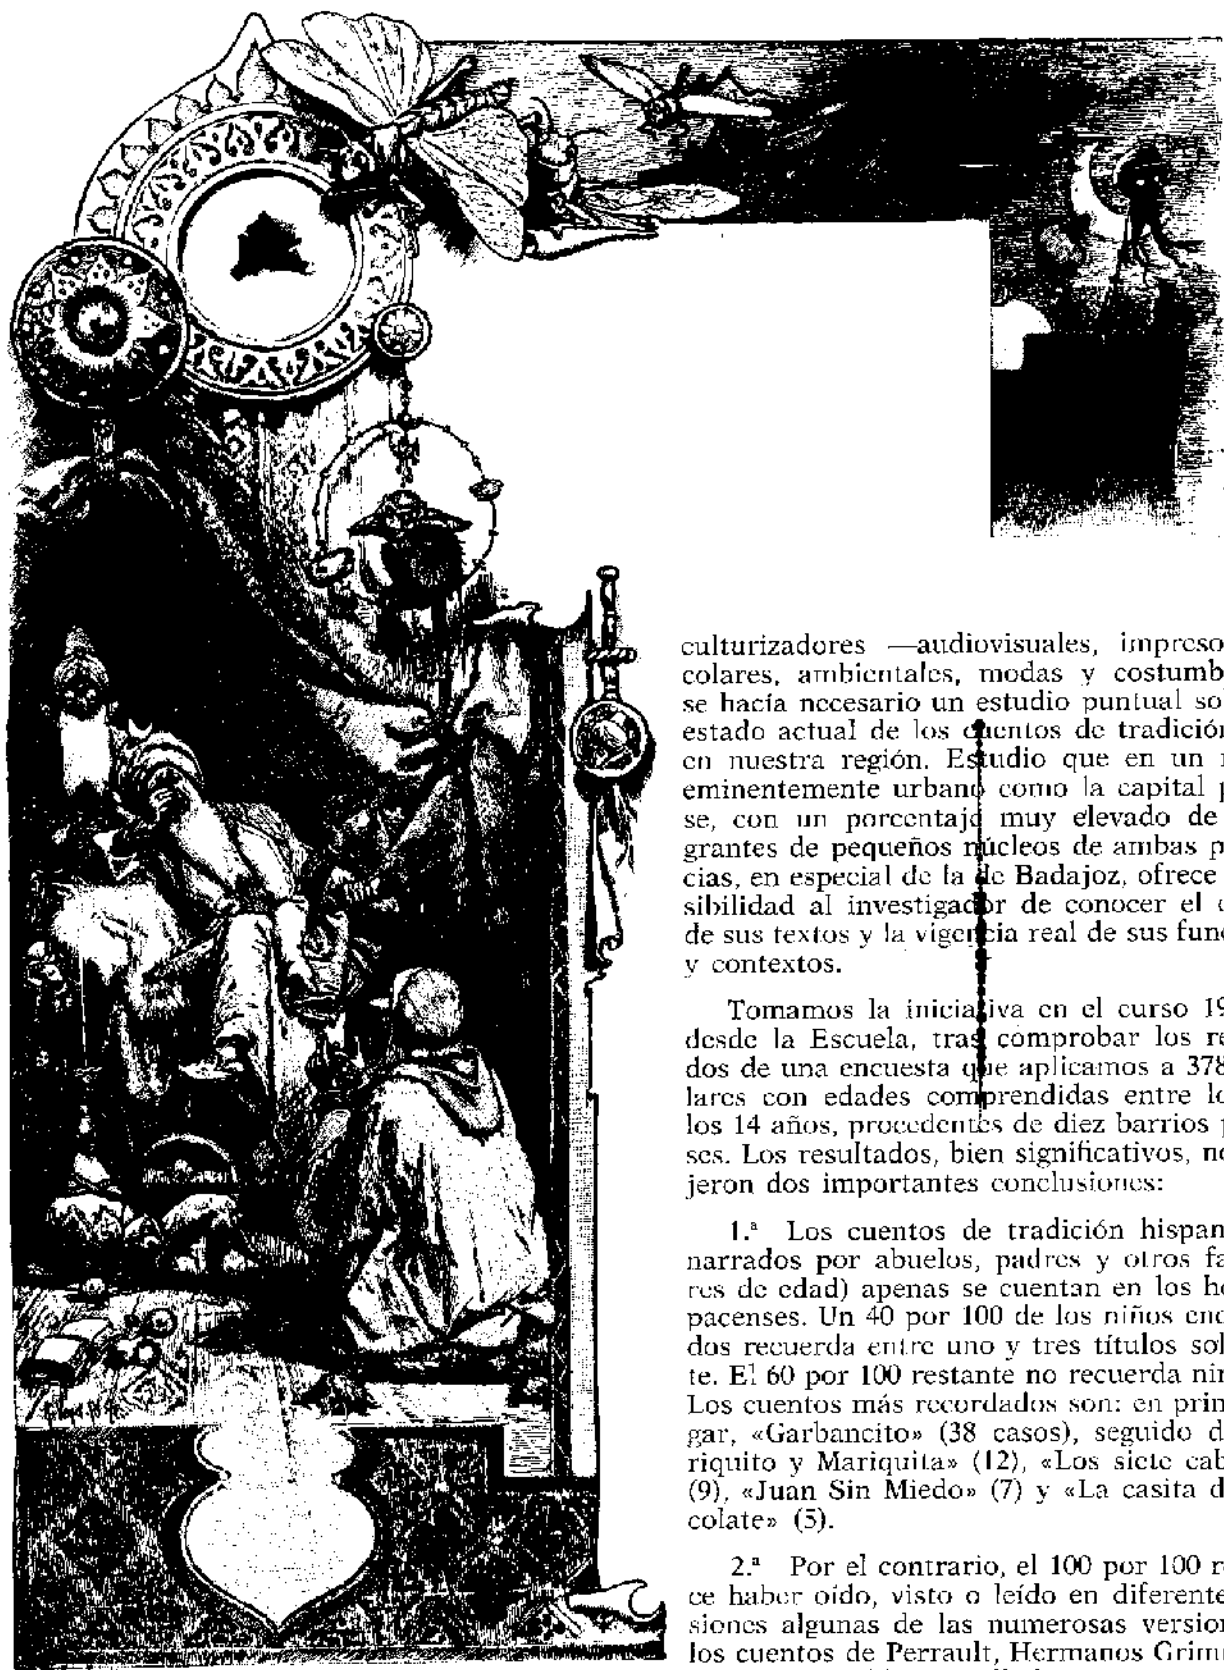 culturizadores —audiovisuales, impreso
colares, ambientales, modas y costumb
se hacía necesario un estudio puntual so
estado actual de los cuentos de tradición
en nuestra región. Estudio que en un
eminentemente urbano como la capital p
se, con un porcentaje muy elevado de
grantes de pequeños núcleos de ambas p
cias, en especial de la de Badajoz, ofrece
sibilidad al investigador de conocer el
de sus textos y la vigencia real de sus func
y contextos.
Tomamos la iniciativa en el curso 19
desde la Escuela, tras comprobar los re
dos de una encuesta que aplicamos a 378
lares con edades comprendidas entre lo
los 14 años, procedentes de diez barrios p
ses. Los resultados, bien significativos, no
jeron dos importantes conclusiones:
1.ª Los cuentos de tradición hispan
narrados por abuelos, padres y otros fa
res de edad) apenas se cuentan en los ho
pacenses. Un 40 por 100 de los niños enc
dos recuerda entre uno y tres títulos sol
te. El 60 por 100 restante no recuerda nin
Los cuentos más recordados son: en prim
gar, «Garbancito» (38 casos), seguido d
riquito y Mariquita» (12), «Los siete cab
(9), «Juan Sin Miedo» (7) y «La casita d
colate» (5).
2.ª Por el contrario, el 100 por 100 r
ce haber oído, visto o leído en diferente
siones algunas de las numerosas version
los cuentos de Perrault, Hermanos Grim